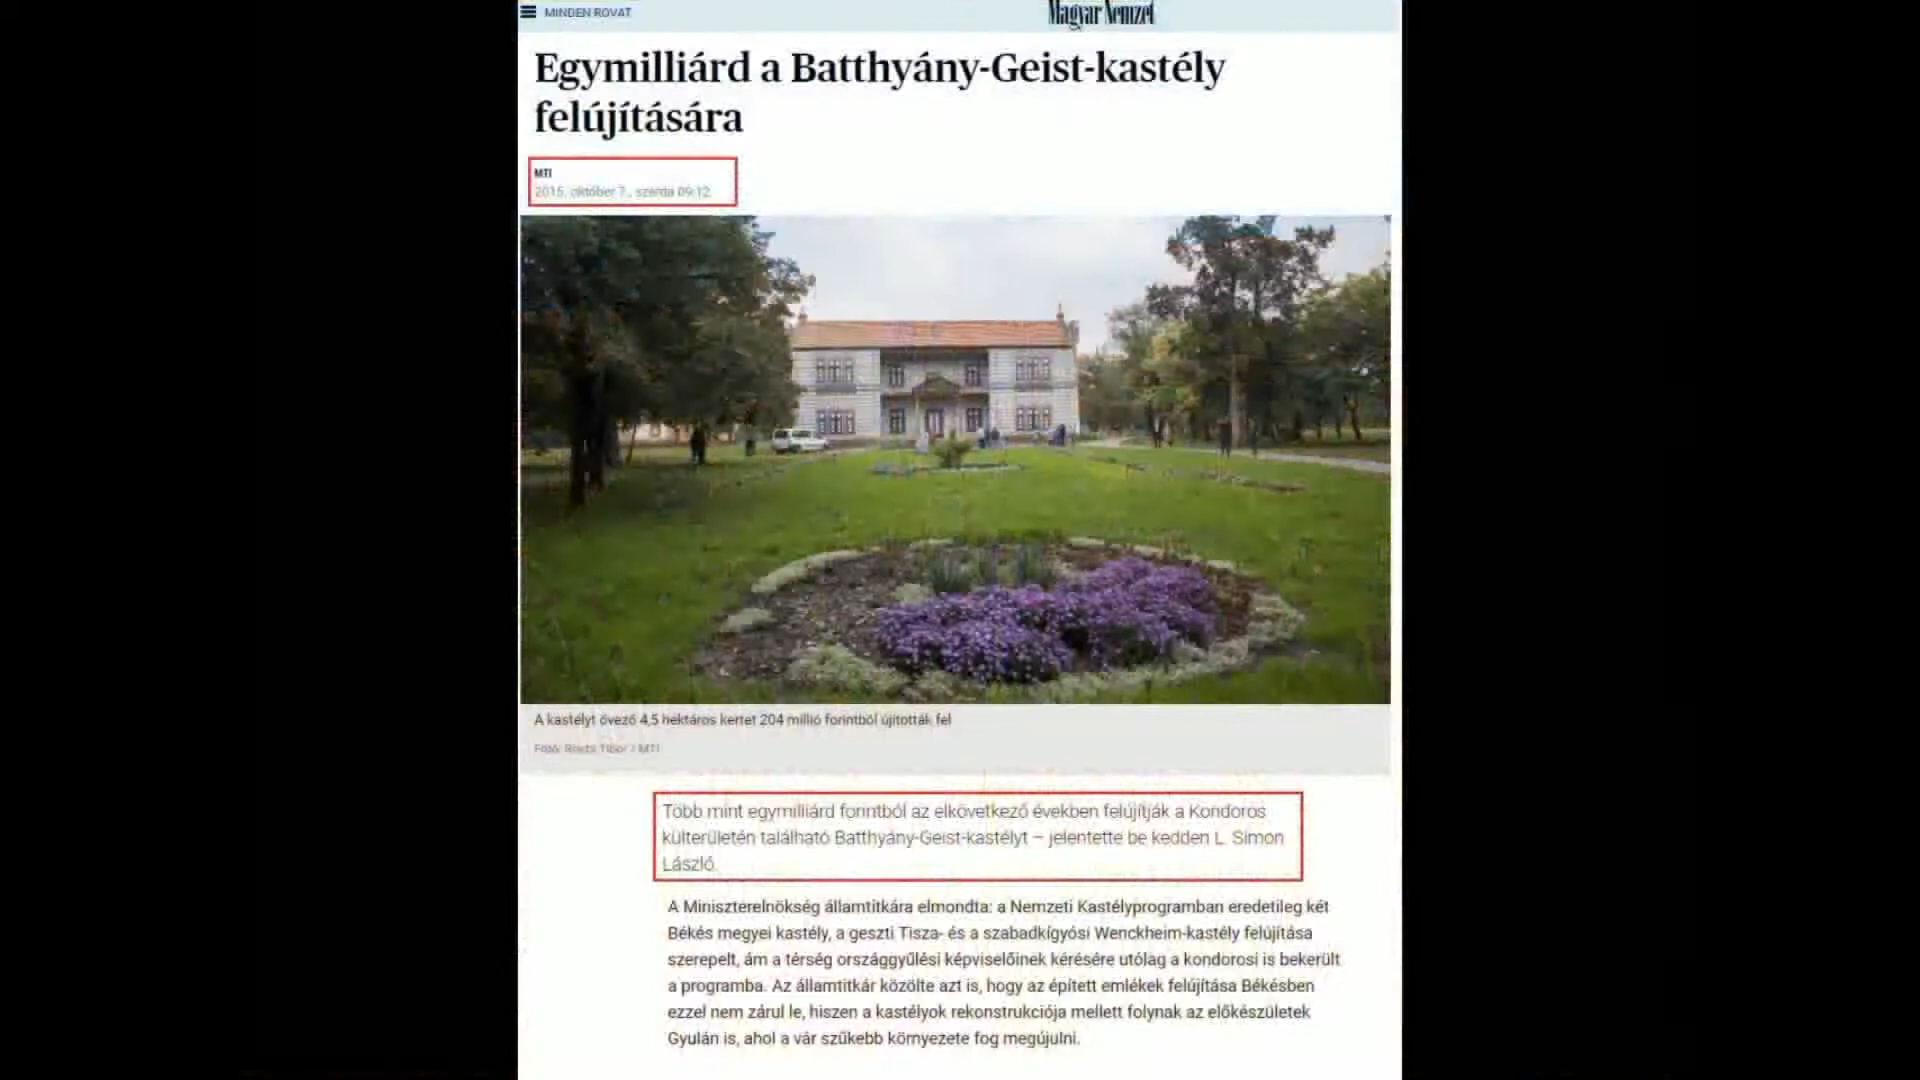 MINDEN ROVAT
Magyar Nemzet
Egymilliárd a Batthyány-Geist-kastély
felújítására
MTI
2015. október 7., szerda 09:12
A kastélyt övező 4,5 hektáros kertet 204 millió forintból újították fel
Fotó: Rosta Tibor / MTI
Több mint egymilliárd forintból az elkövetkező években felújítják a Kondoros
külterületén található Batthyány-Geist-kastélyt – jelentette be kedden L. Simon
László.
A Miniszterelnökség államtitkára elmondta: a Nemzeti Kastélyprogramban eredetileg két
Békés megyei kastély, a geszti Tisza- és a szabadkígyósi Wenckheim-kastély felújítása
szerepelt, ám a térség országgyűlési képviselőinek kérésére utólag a kondorosi is bekerült
a programba. Az államtitkár közölte azt is, hogy az épített emlékek felújítása Békésben
ezzel nem zárul le, hiszen a kastélyok rekonstrukciója mellett folynak az előkészületek
Gyulán is, ahol a vár szűkebb környezete fog megújulni.